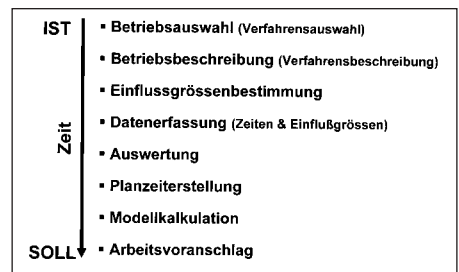 IST
▪ Betriebsauswahl (Verfahrensauswahl)
▪ Betriebsbeschreibung (Verfahrensbeschreibung)
▪ Einflussgrössenbestimmung
▪ Datenerfassung (Zeiten & Einflußgrössen)
Zeit
▪ Auswertung
▪ Planzeiterstellung
▪ Modellkalkulation
SOLL
▪ Arbeitsvoranschlag